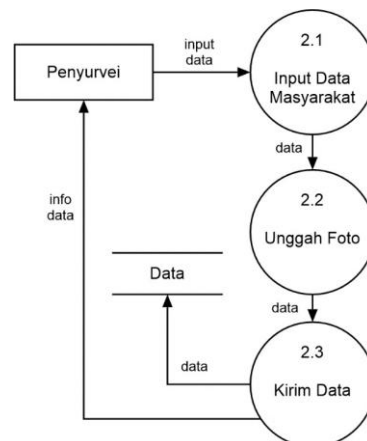 input
data
Penyurvei
2.1
Input Data
Masyarakat
data
2.2
Unggah Foto
info
data
Data
data
2.3
Kirim Data
data